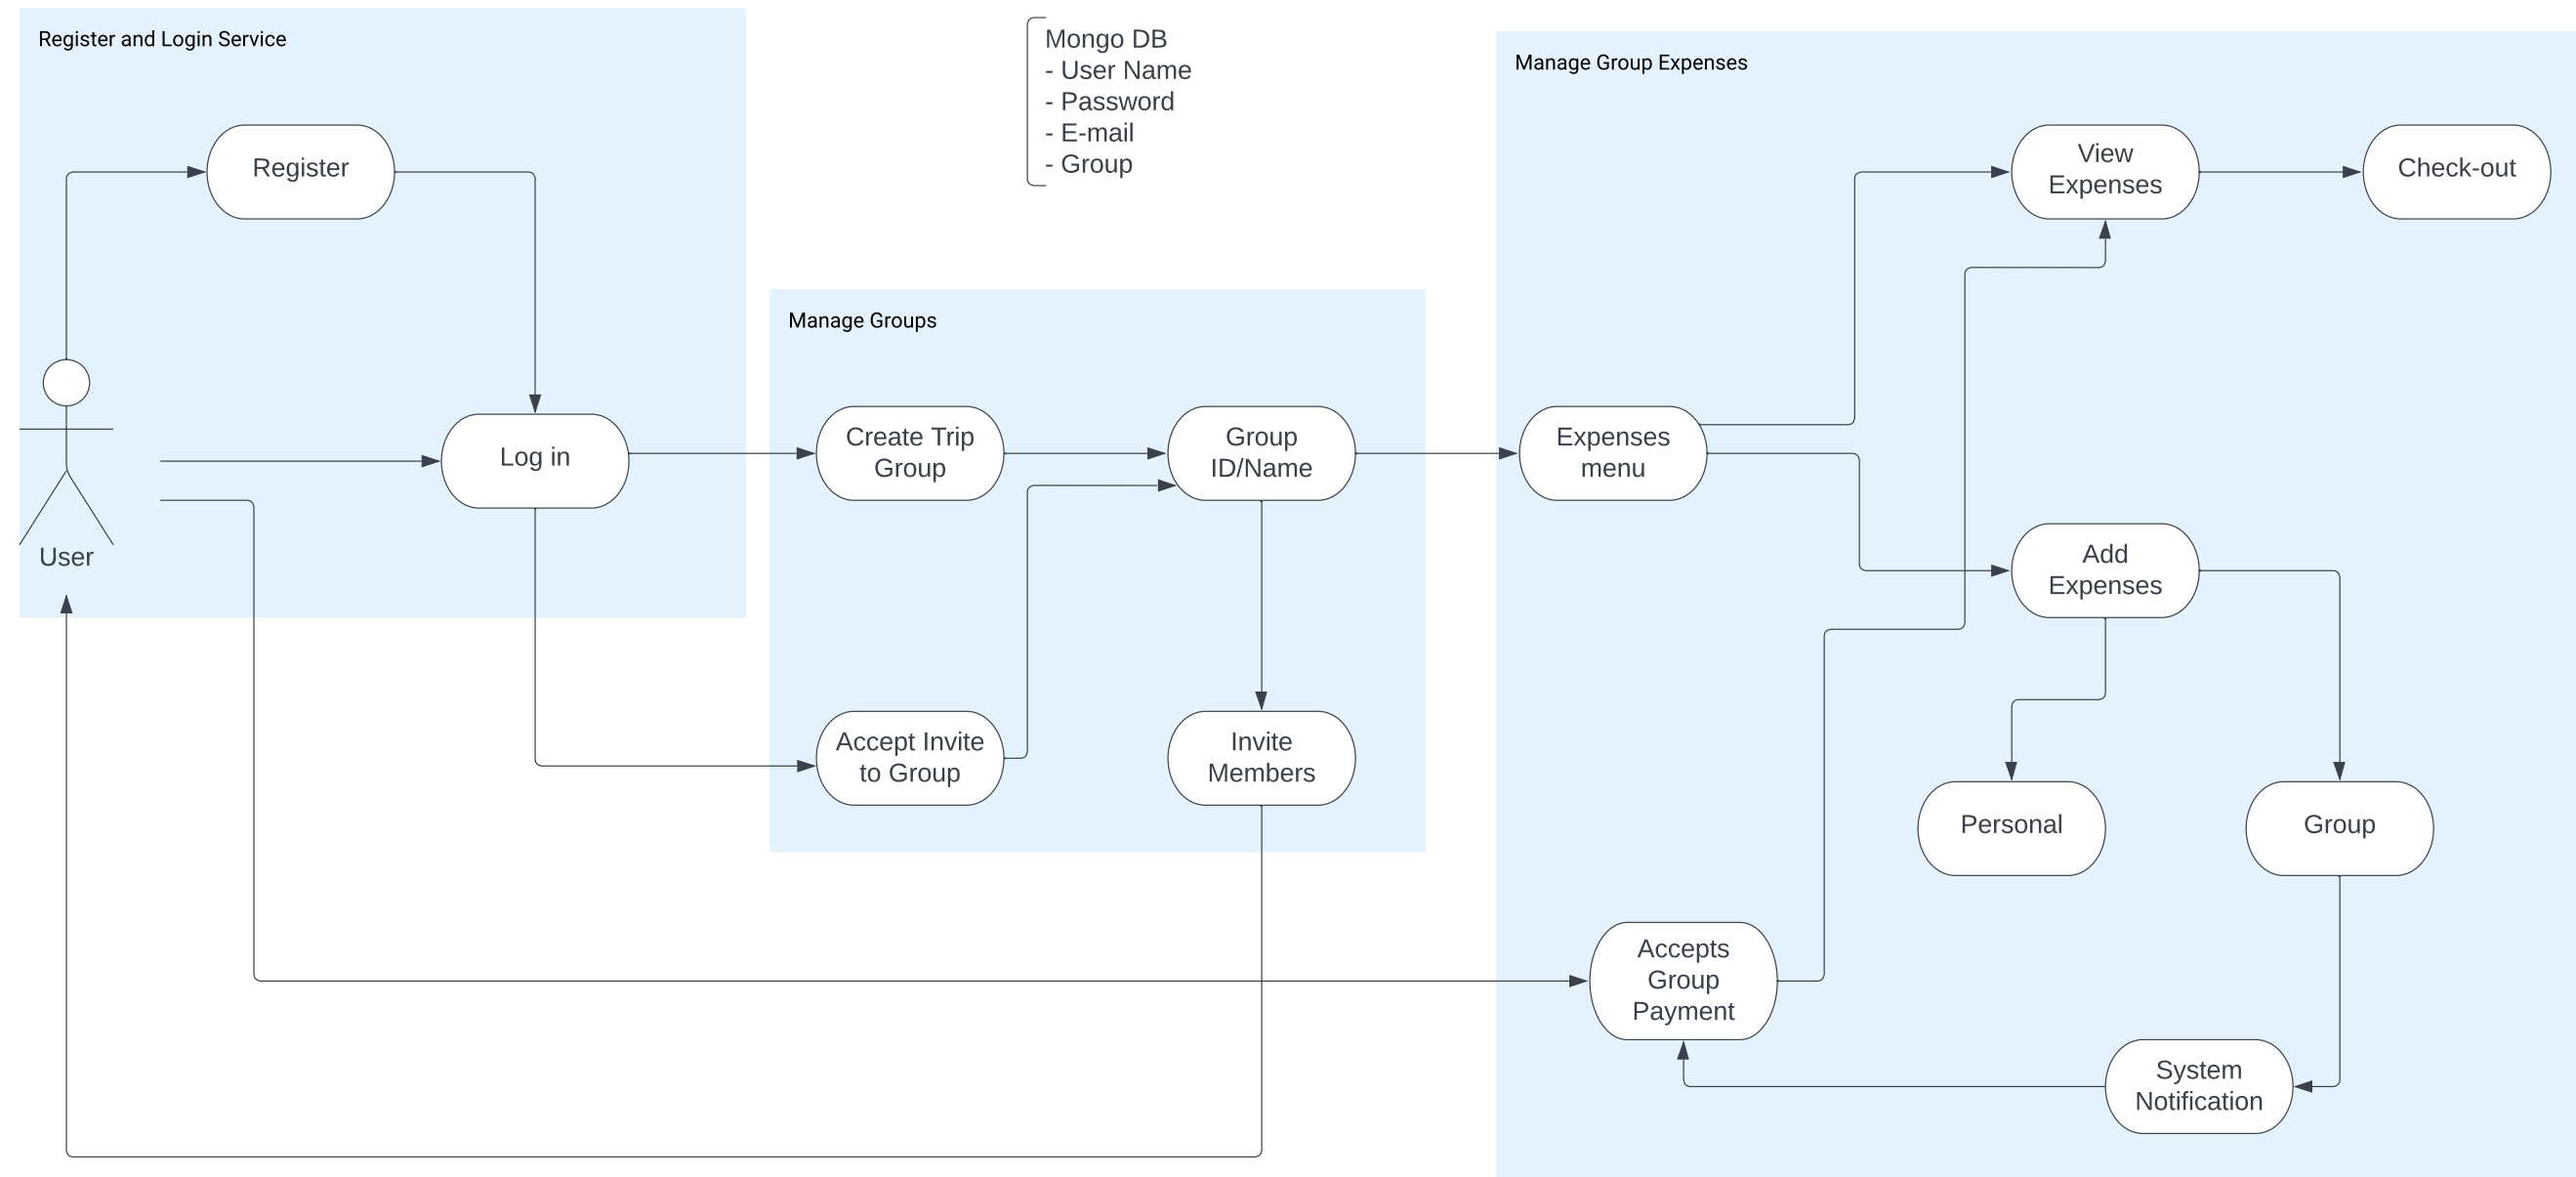 Register and Login Service
Register
Log in
User
Mongo DB
- User Name
- Password
- E-mail
- Group
Manage Groups
Create Trip
Group
Group
ID/Name
Accept Invite
to Group
Invite
Members
Manage Group Expenses
View
Expenses
Check-out
Expenses
menu
Add
Expenses
Personal
Group
Accepts
Group
Payment
System
Notification